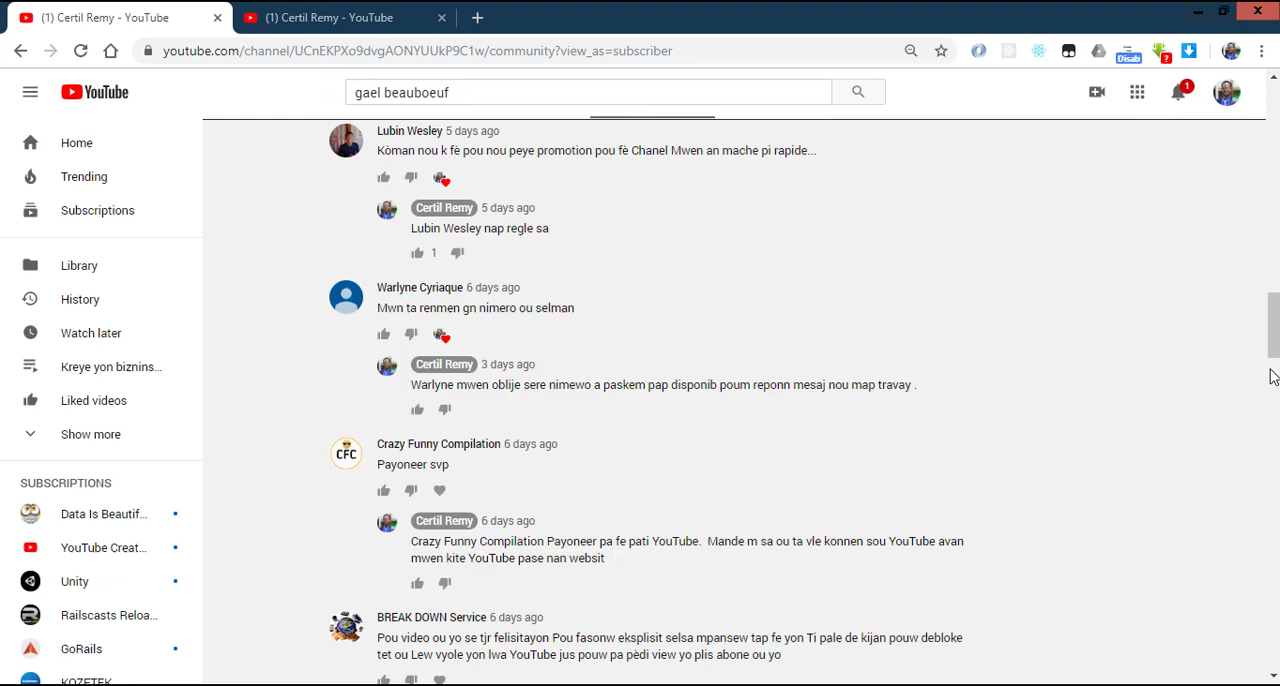 (1) Certil Remy - YouTube
(1) Certil Remy - YouTube
youtube.com/channel/UCnEKPXo9dvgAONYUUkP9C1w/community?view_as=subscriber
Disab
?
YouTube
gael beauboeuf
1
Home
Trending
Subscriptions
Library
History
Watch later
Kreye yon biznins...
Liked videos
Show more
SUBSCRIPTIONS
Data Is Beautif...
YouTube Creat...
Unity
Railscasts Reloa...
GoRails
KOZETEK
Lubin Wesley 5 days ago
Kòman nou k fè pou nou peye promotion pou fè Chanel Mwen an mache pi rapide...
Certil Remy 5 days ago
Lubin Wesley nap regle sa
1
Warlyne Cyriaque 6 days ago
Mwn ta renmen gn nimero ou selman
Certil Remy 3 days ago
Warlyne mwen oblije sere nimewo a paskem pap disponib poum reponn mesaj nou map travay .
CFC
Crazy Funny Compilation 6 days ago
Payoneer svp
Certil Remy 6 days ago
Crazy Funny Compilation Payoneer pa fe pati YouTube. Mande m sa ou ta vle konnen sou YouTube avan
mwen kite YouTube pase nan websit
BREAK DOWN Service 6 days ago
Pou video ou yo se tjr felisitayon Pou fasonw eksplisit selsa mpansew tap fe yon Ti pale de kijan pouw debloke
tet ou Lew vyole yon lwa YouTube jus pouw pa pèdi view yo plis abone ou yo